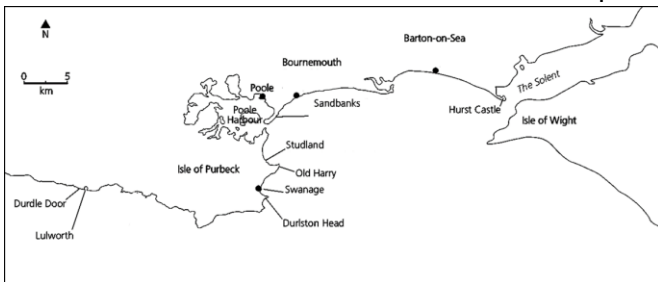 N
0 5
km
Barton-on-Sea
Bournemouth
The Solent
Poole
Poole
Harbour
Sandbanks
Hurst Castle
Isle of Wight
Studland
Isle of Purbeck
Old Harry
Swanage
Durdle Door
Durlston Head
Lulworth